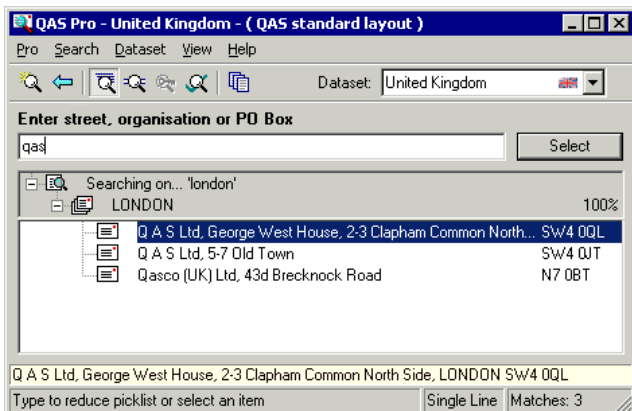 QAS Pro - United Kingdom - ( QAS standard layout )
Pro Search Dataset View Help
Dataset: United Kingdom
Enter street, organisation or PO Box
qas Select
Searching on... 'london'
LONDON 100%
Q A S Ltd, George West House, 2-3 Clapham Common North... SW4 0QL
Q A S Ltd, 5-7 Old Town SW4 0JT
Qasco (UK) Ltd, 43d Brecknock Road N7 0BT
Q A S Ltd, George West House, 2-3 Clapham Common North Side, LONDON SW4 0QL
Type to reduce picklist or select an item Single Line Matches: 3